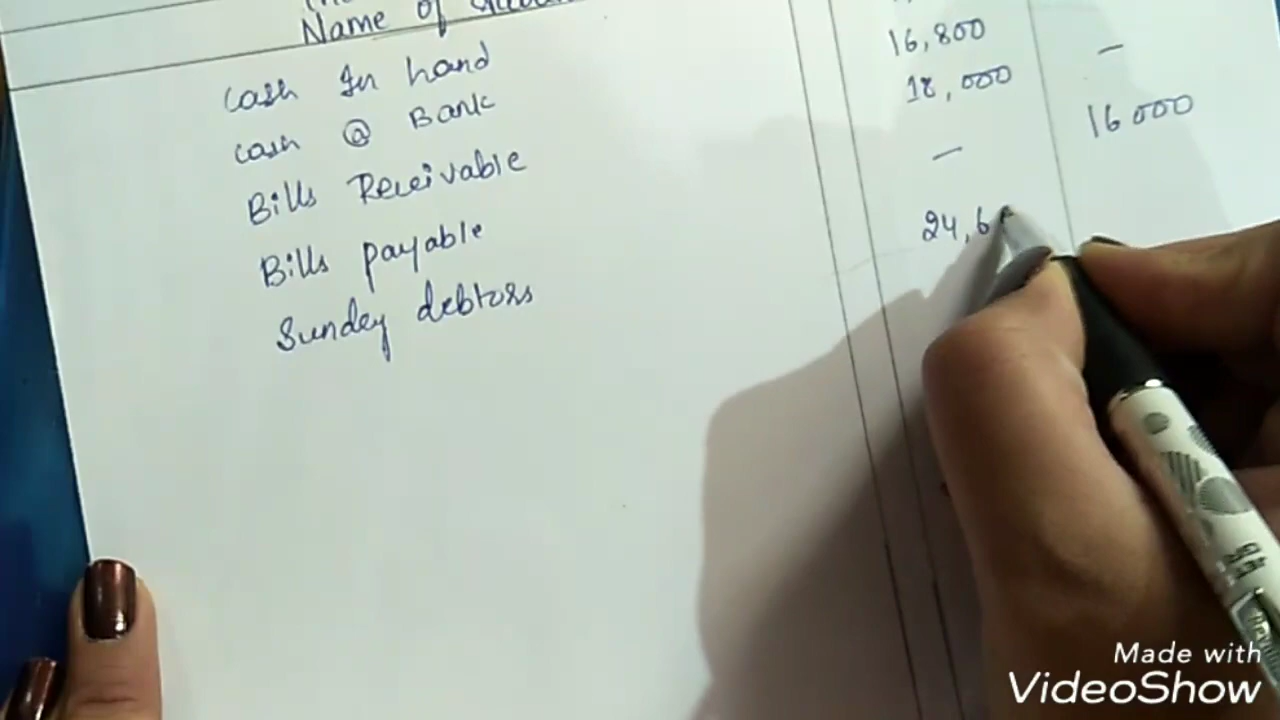 Name of
Cash In hand
Cash @ Bank 16,800 —
Bills Receivable 18,000
Bills payable — 16000
Sunday debtors 24,6
Made with
VideoShow